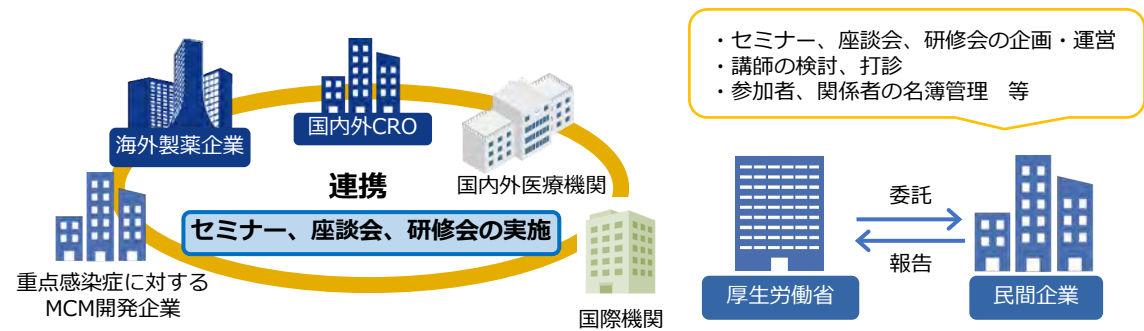 海外製薬企業
国内外CRO
国内外医療機関
連携
セミナー、座談会、研修会の実施
重点感染症に対する
MCM開発企業
国際機関
・セミナー、座談会、研修会の企画・運営
・講師の検討、打診
・参加者、関係者の名簿管理　等
委託
報告
厚生労働省
民間企業